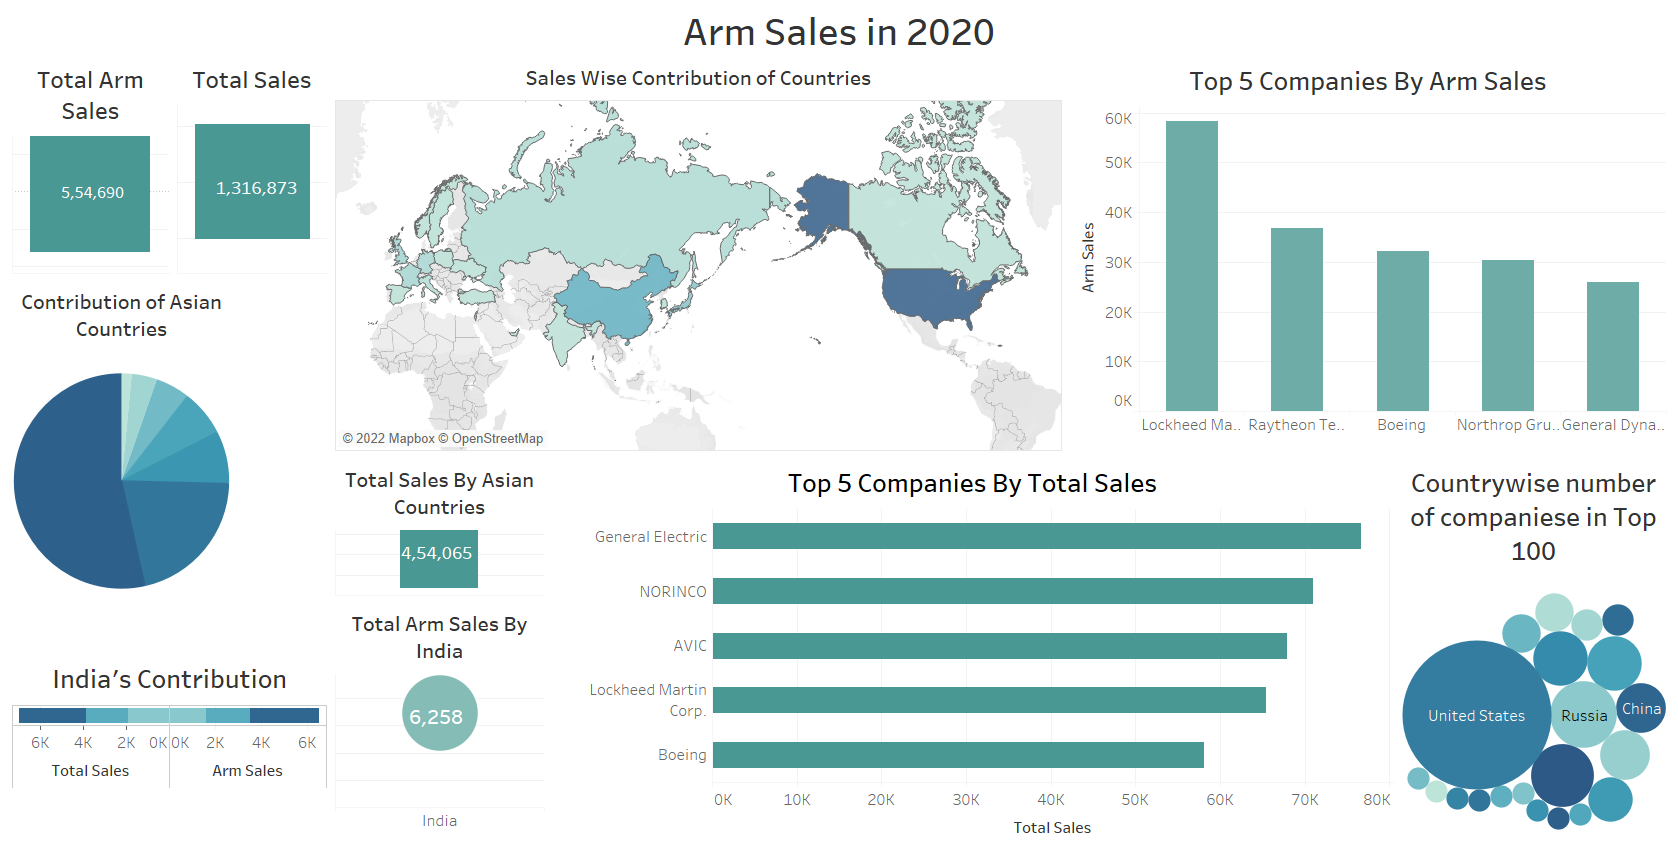 Arm Sales in 2020
Total Arm
Sales
5,54,690
Total Sales
1,316,873
Sales Wise Contribution of Countries
© 2022 Mapbox © OpenStreetMap
Top 5 Companies By Arm Sales
Arm Sales
60K
50K
40K
30K
20K
10K
0K
Lockheed Ma.. Raytheon Te.. Boeing Northrop Gru.. General Dyna..
Contribution of Asian
Countries
India’s Contribution
6K 4K 2K 0K 0K 2K 4K 6K
Total Sales Arm Sales
Total Sales By Asian
Countries
4,54,065
Total Arm Sales By
India
6,258
India
Top 5 Companies By Total Sales
General Electric
NORINCO
AVIC
Lockheed Martin
Corp.
Boeing
0K 10K 20K 30K 40K 50K 60K 70K 80K
Total Sales
Countrywise number
of companiese in Top
100
United States
Russia
China